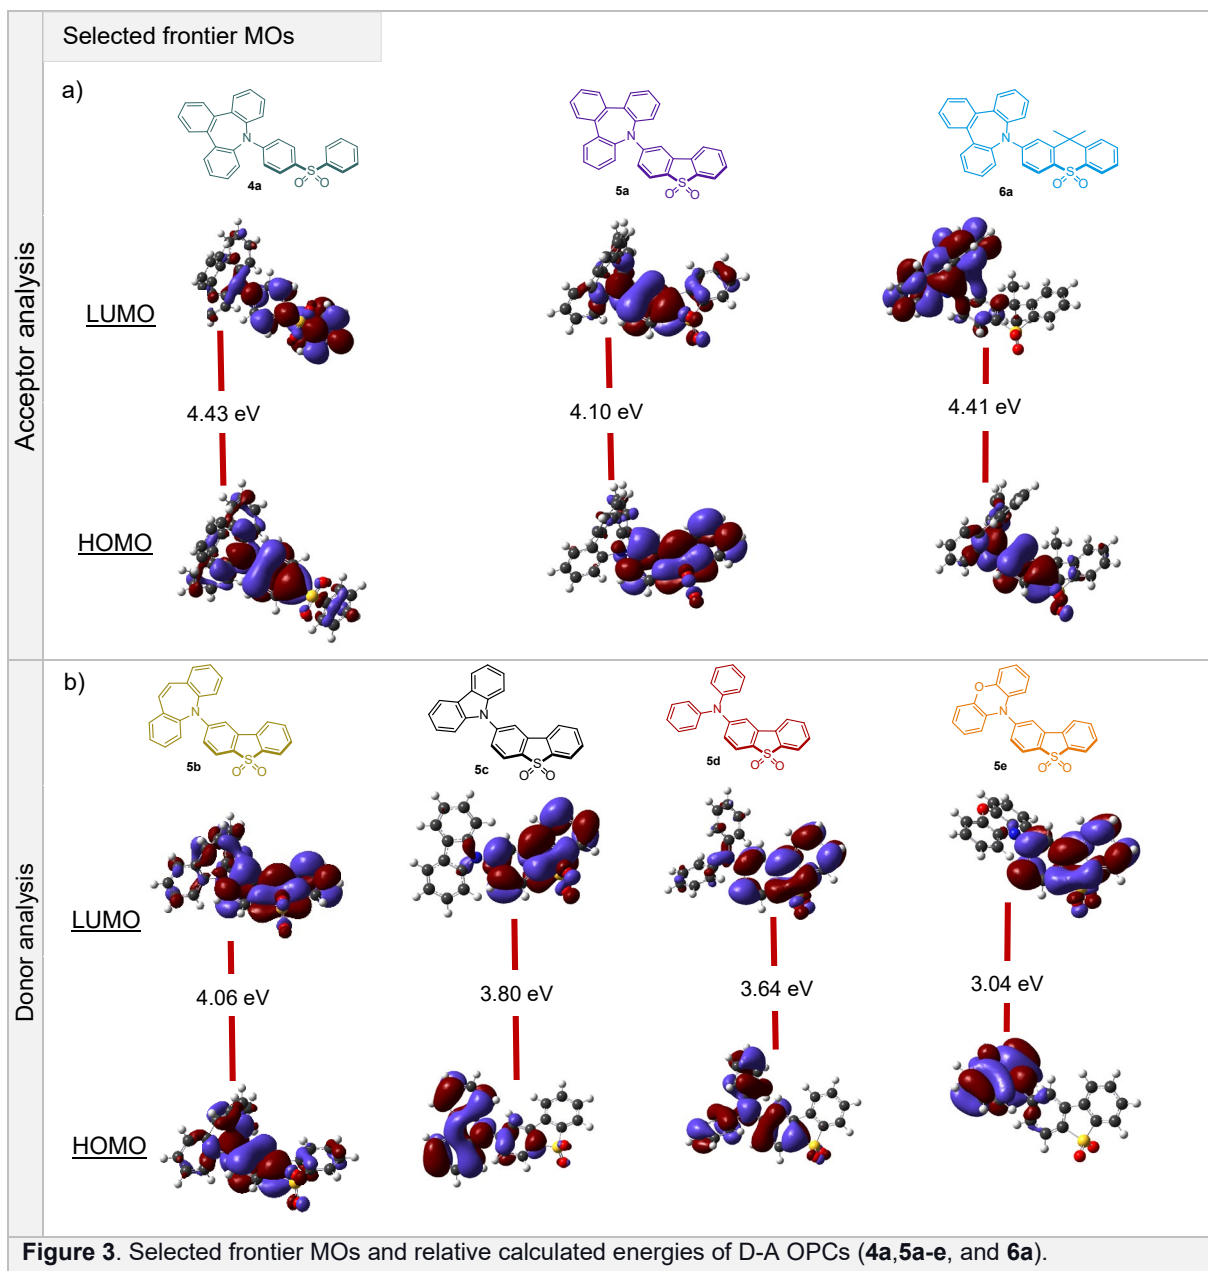 Selected frontier MOs
Acceptor analysis
a)
N
S
O O
4a
N
S
O O
5a
N
S
O O
6a
LUMO
4.43 eV
4.10 eV
4.41 eV
HOMO
Donor analysis
b)
N
S
O O
5b
N
S
O O
5c
N
S
O O
5d
O
N
S
O O
5e
LUMO
4.06 eV
3.80 eV
3.64 eV
3.04 eV
HOMO
Figure 3. Selected frontier MOs and relative calculated energies of D-A OPCs (4a,5a-e, and 6a).